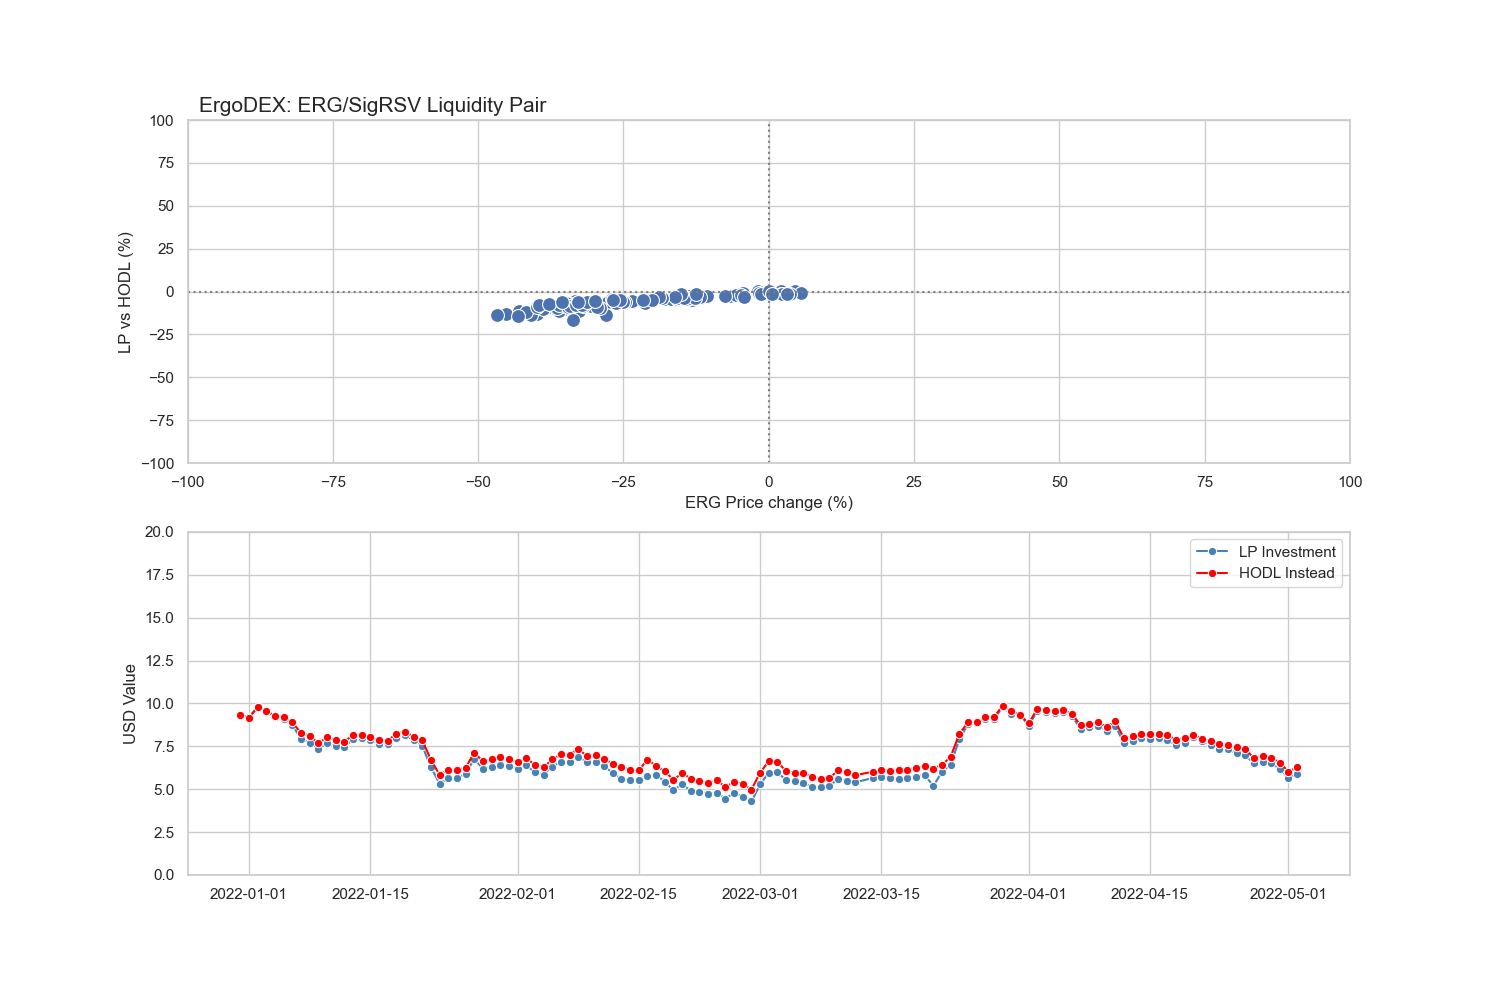 ErgoDEX: ERG/SigRSV Liquidity Pair
100
75
50
25
0
−25
−50
−75
−100
LP vs HODL (%)
−100 −75 −50 −25 0 25 50 75 100
ERG Price change (%)
20.0
17.5
15.0
12.5
10.0
7.5
5.0
2.5
0.0
USD Value
LP Investment
HODL Instead
2022-01-01 2022-01-15 2022-02-01 2022-02-15 2022-03-01 2022-03-15 2022-04-01 2022-04-15 2022-05-01